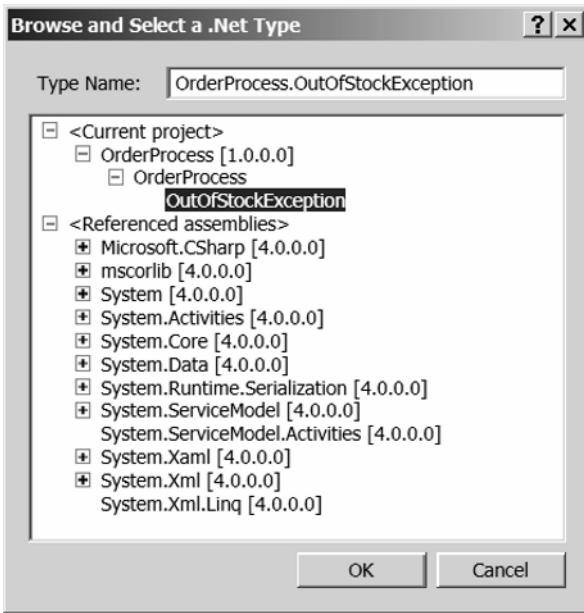 Browse and Select a .Net Type ? ×
Type Name: OrderProcess.OutOfStockException
<Current project>
OrderProcess [1.0.0.0]
OrderProcess
OutOfStockException
<Referenced assemblies>
Microsoft.CSharp [4.0.0.0]
mscorlib [4.0.0.0]
System [4.0.0.0]
System.Activities [4.0.0.0]
System.Core [4.0.0.0]
System.Data [4.0.0.0]
System.Runtime.Serialization [4.0.0.0]
System.ServiceModel [4.0.0.0]
System.ServiceModel.Activities [4.0.0.0]
System.Xaml [4.0.0.0]
System.Xml [4.0.0.0]
System.Xml.Linq [4.0.0.0]
OK Cancel